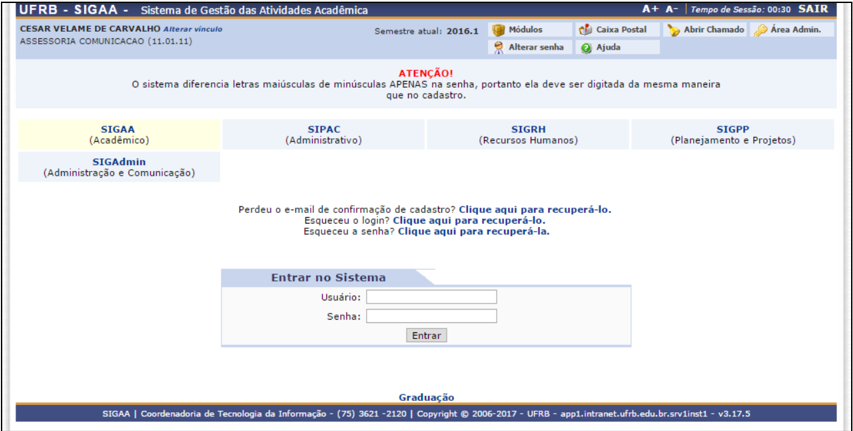 UFRB - SIGAA - Sistema de Gestão das Atividades Acadêmica A+ A- Tempo de Sessão: 00:30 SAIR
CESAR VELAME DE CARVALHO Alterar vínculo Semestre atual: 2016.1 Módulos Caixa Postal Abrir Chamado Área Admin.
ASSESSORIA COMUNICACAO (11.01.11) Alterar senha Ajuda
ATENÇÃO!
O sistema diferencia letras maiúsculas de minúsculas APENAS na senha, portanto ela deve ser digitada da mesma maneira
que no cadastro.
SIGAA SIPAC SIGRH SIGPP
(Acadêmico) (Administrativo) (Recursos Humanos) (Planejamento e Projetos)
SIGAdmin
(Administração e Comunicação)
Perdeu o e-mail de confirmação de cadastro? Clique aqui para recuperá-lo.
Esqueceu o login? Clique aqui para recuperá-lo.
Esqueceu a senha? Clique aqui para recuperá-la.
Entrar no Sistema
Usuário:
Senha:
Entrar
Graduação
SIGAA | Coordenadoria de Tecnologia da Informação - (75) 3621 -2120 | Copyright © 2006-2017 - UFRB - app1.intranet.ufrb.edu.br.srv1inst1 - v3.17.5